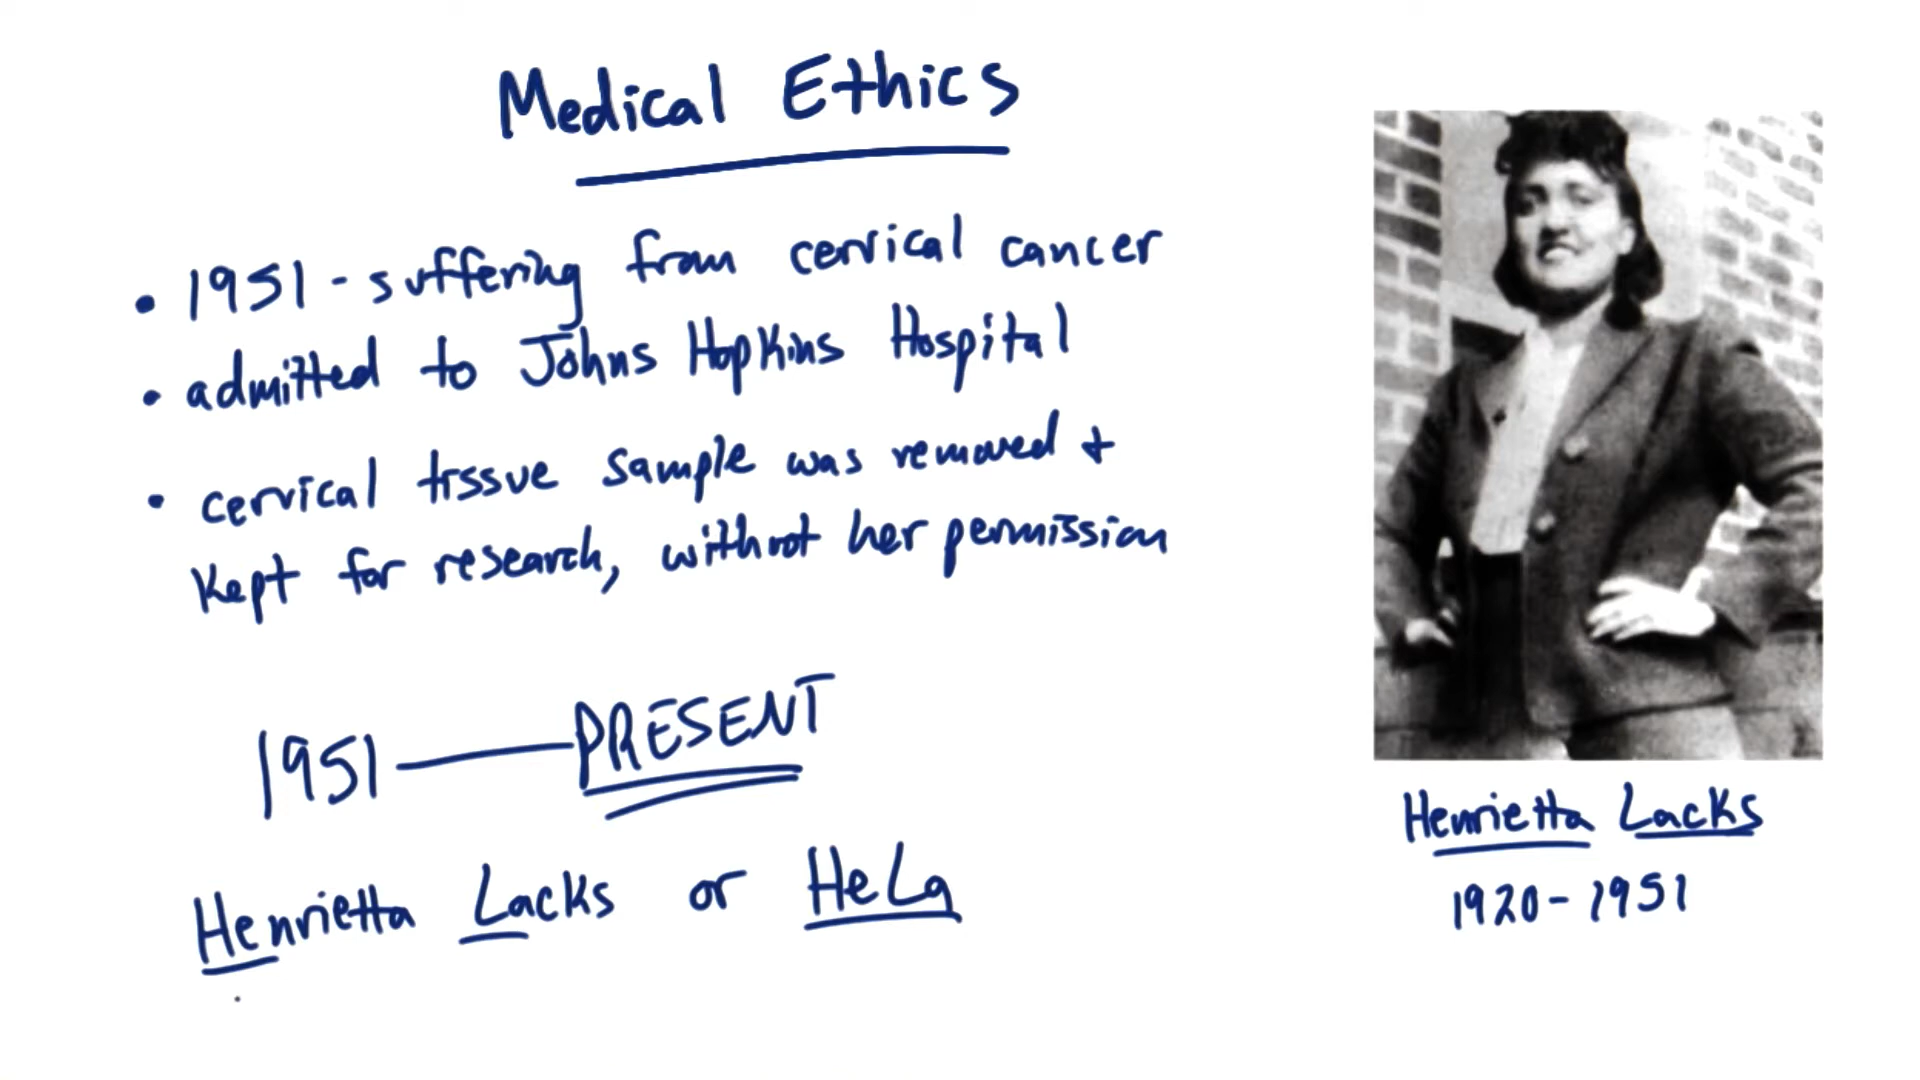 Medical Ethics
• 1951 - suffering from cervical cancer
• admitted to Johns Hopkins Hospital
• cervical tissue sample was removed +
kept for research, without her permission
1951 — PRESENT
Henrietta Lacks or HeLa
Henrietta Lacks
1920 - 1951